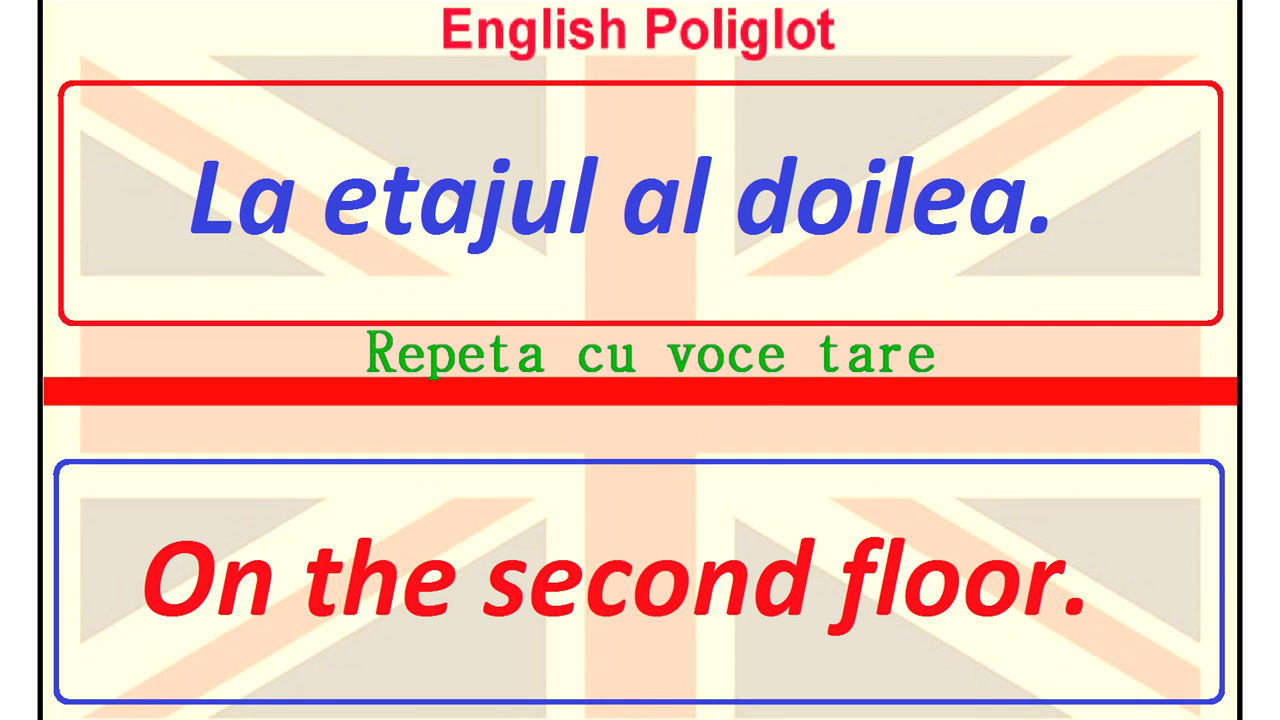 English Poliglot
La etajul al doilea.
Repeta cu voce tare
On the second floor.